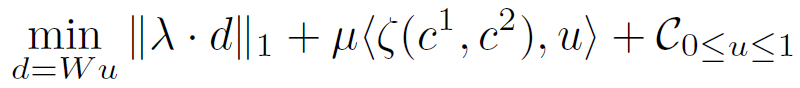 min_{d=Wu} ‖λ · d‖₁ + μ⟨ζ(c¹, c²), u⟩ + 𝒞_{0≤u≤1}